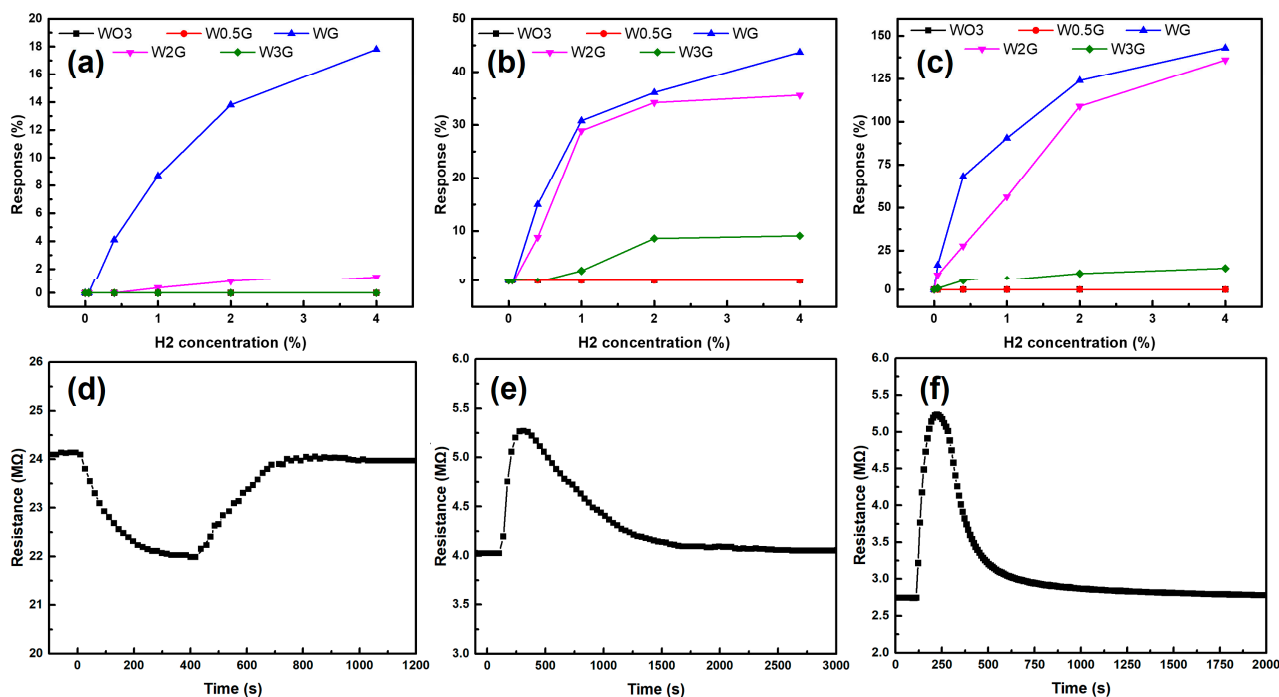 WO3 W0.5G WG
W2G W3G
(a)
18
16
14
12
10
8
6
4
2
0
Response (%)
0 1 2 3 4
H2 concentration (%)
WO3 W0.5G WG
W2G W3G
(b)
50
40
30
20
10
Response (%)
0 1 2 3 4
H2 concentration (%)
WO3 W0.5G WG
W2G W3G
(c)
150
125
100
75
50
25
0
Response (%)
0 1 2 3 4
H2 concentration (%)
(d)
26
25
24
23
22
21
20
Resistance (MΩ)
0 200 400 600 800 1000 1200
Time (s)
(e)
6.0
5.5
5.0
4.5
4.0
3.5
3.0
Resistance (MΩ)
0 500 1000 1500 2000 2500 3000
Time (s)
(f)
6.0
5.5
5.0
4.5
4.0
3.5
3.0
2.5
2.0
Resistance (MΩ)
0 250 500 750 1000 1250 1500 1750 2000
Time (s)